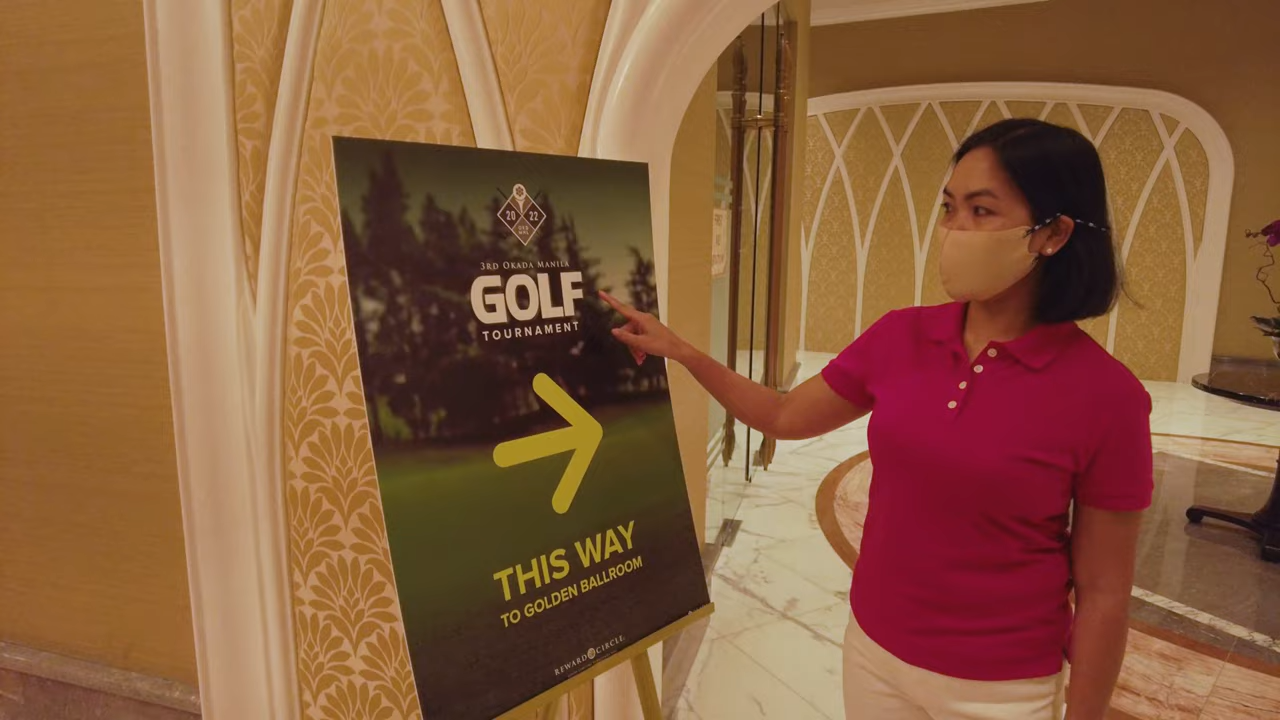 20 22
3RD OKADA MANILA
GOLF
TOURNAMENT
THIS WAY
TO GOLDEN BALLROOM
REWARD CIRCLE